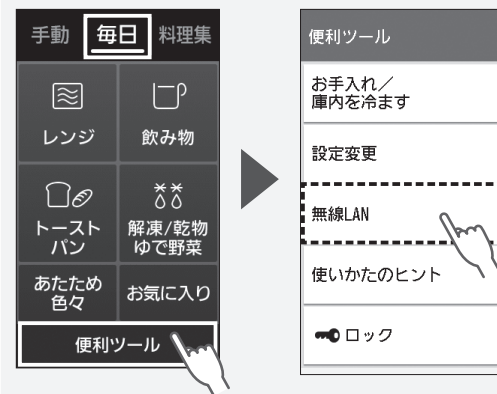 手動 毎日 料理集
レンジ
飲み物
トースト
パン
解凍/乾物
ゆで野菜
あたため
色々
お気に入り
便利ツール
便利ツール
お手入れ／
庫内を冷ます
設定変更
無線LAN
使いかたのヒント
ロック